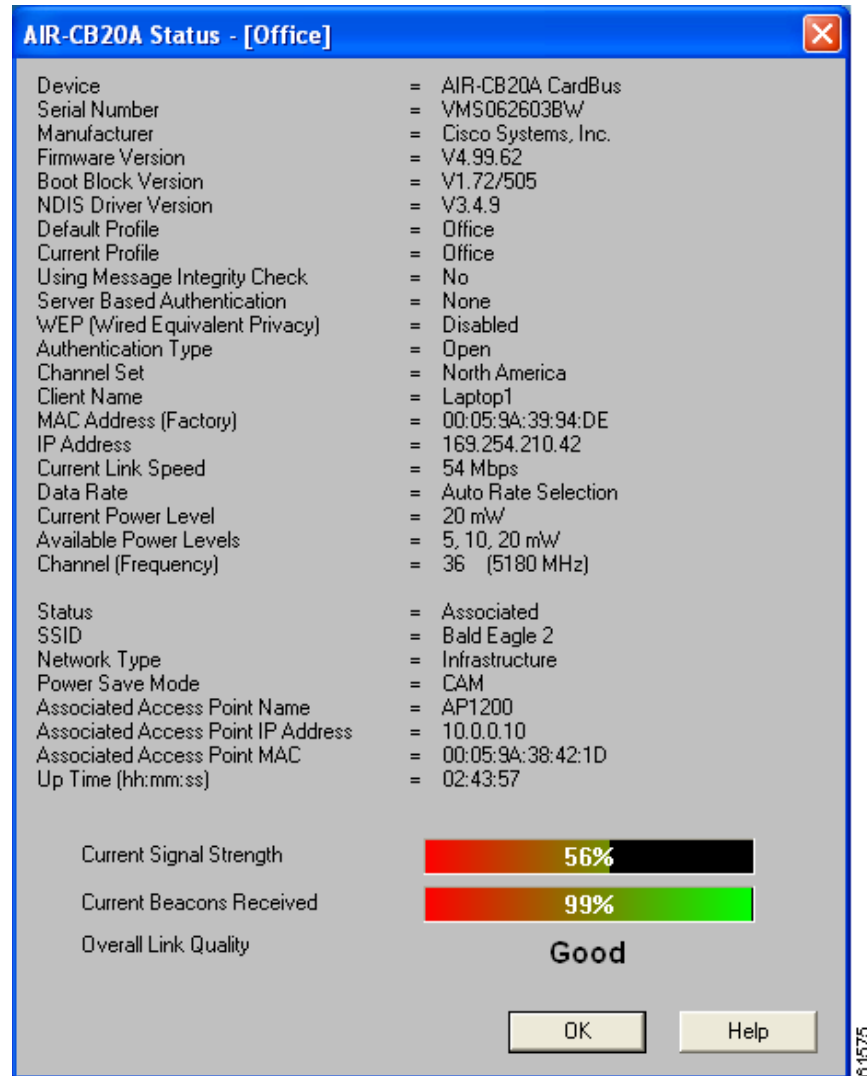 AIR-CB20A Status - [Office]
Device = AIR-CB20A CardBus
Serial Number = VMS062603BW
Manufacturer = Cisco Systems, Inc.
Firmware Version = V4.99.62
Boot Block Version = V1.72/505
NDIS Driver Version = V3.4.9
Default Profile = Office
Current Profile = Office
Using Message Integrity Check = No
Server Based Authentication = None
WEP (Wired Equivalent Privacy) = Disabled
Authentication Type = Open
Channel Set = North America
Client Name = Laptop1
MAC Address (Factory) = 00:05:9A:39:94:DE
IP Address = 169.254.210.42
Current Link Speed = 54 Mbps
Data Rate = Auto Rate Selection
Current Power Level = 20 mW
Available Power Levels = 5, 10, 20 mW
Channel (Frequency) = 36 (5180 MHz)
Status = Associated
SSID = Bald Eagle 2
Network Type = Infrastructure
Power Save Mode = CAM
Associated Access Point Name = AP1200
Associated Access Point IP Address = 10.0.0.10
Associated Access Point MAC = 00:05:9A:38:42:1D
Up Time (hh:mm:ss) = 02:43:57
Current Signal Strength 56%
Current Beacons Received 99%
Overall Link Quality Good
OK Help
61575